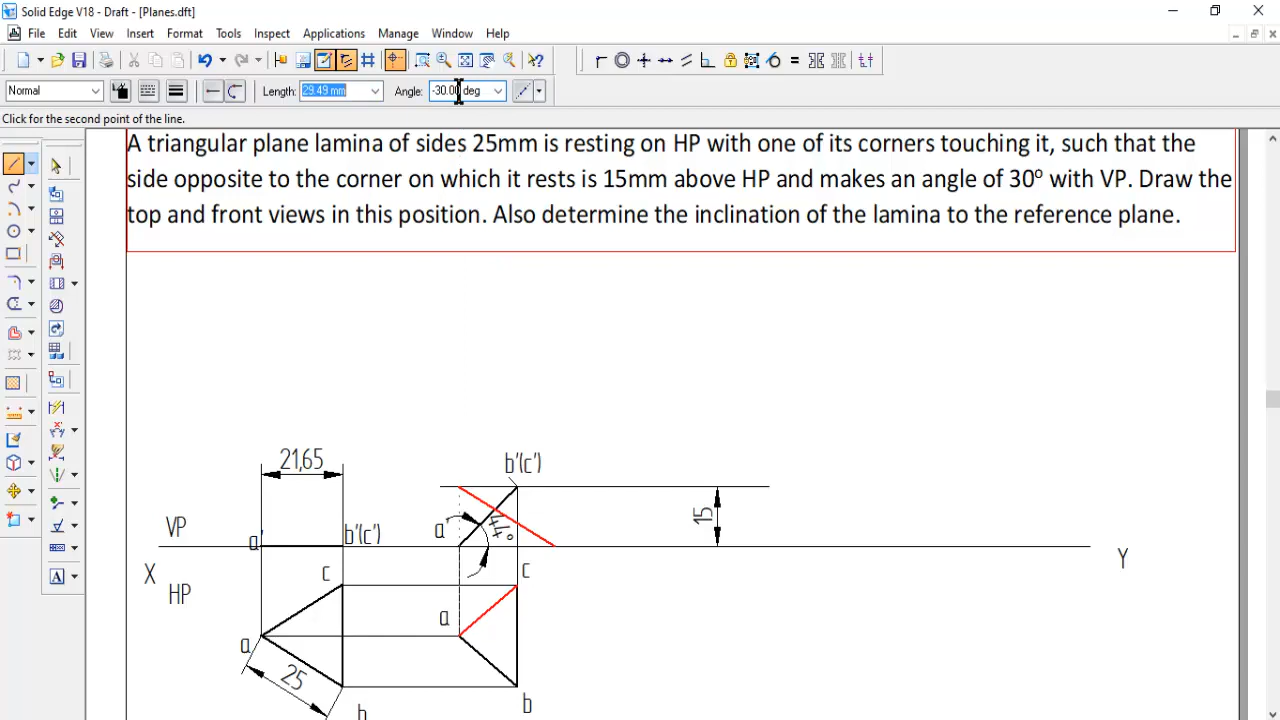 Solid Edge V18 - Draft - [Planes.dft]
File Edit View Insert Format Tools Inspect Applications Manage Window Help
Normal Length: 29.49 mm Angle: -30.00 deg
Click for the second point of the line.
A triangular plane lamina of sides 25mm is resting on HP with one of its corners touching it, such that the
side opposite to the corner on which it rests is 15mm above HP and makes an angle of 30º with VP. Draw the
top and front views in this position. Also determine the inclination of the lamina to the reference plane.
21,65 b'(c')
VP a' b'(c') a' 44° 15
X Y
HP c c
a a
25
b b